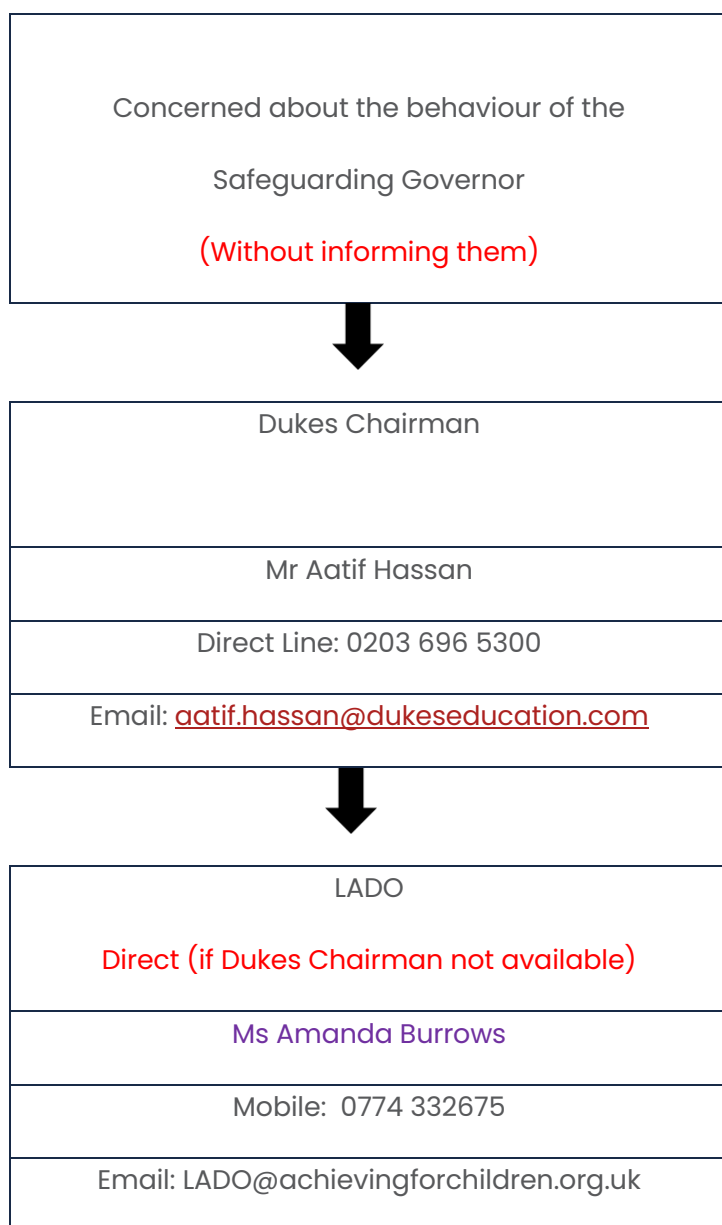 Concerned about the behaviour of the
Safeguarding Governor
(Without informing them)
Dukes Chairman
Mr Aatif Hassan
Direct Line: 0203 696 5300
Email: aatif.hassan@dukeseducation.com
LADO
Direct (if Dukes Chairman not available)
Ms Amanda Burrows
Mobile:  0774 332675
Email: LADO@achievingforchildren.org.uk